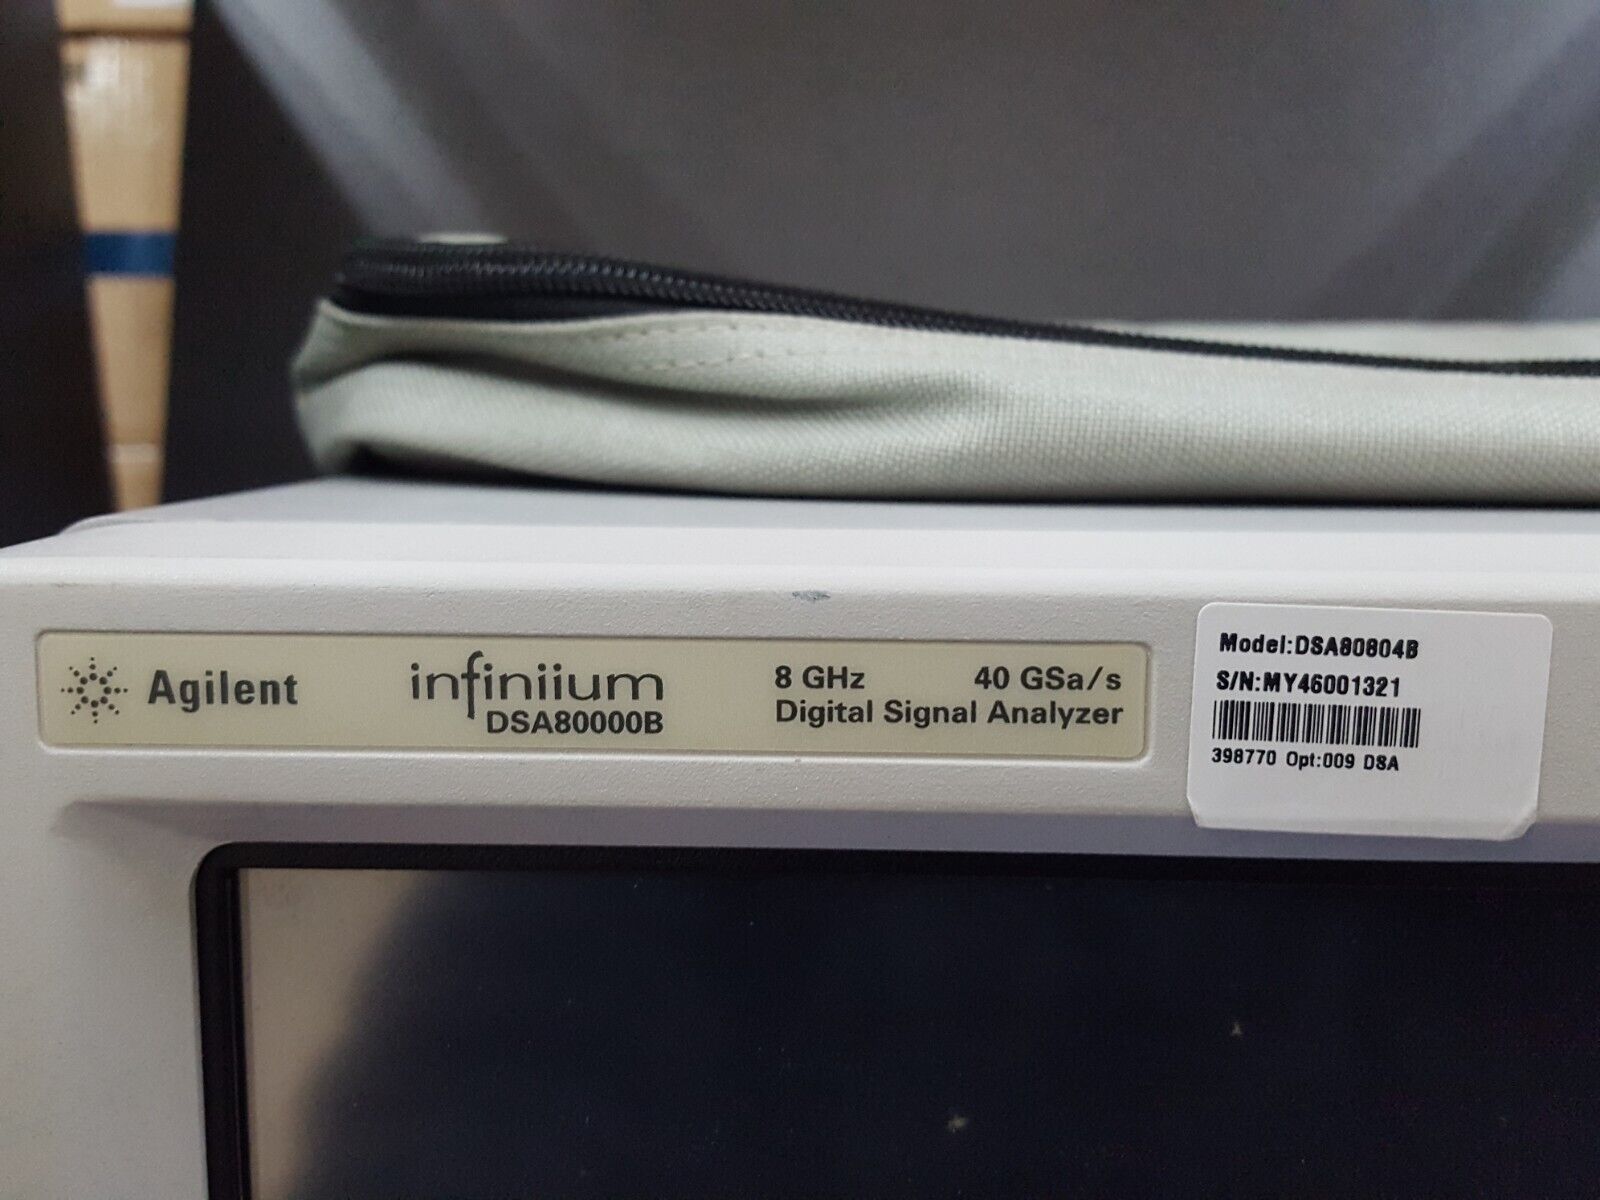 Agilent
infiniium
DSA80000B
8 GHz 40 GSa/s
Digital Signal Analyzer
Model:DSA80804B
S/N:MY46001321
398770 Opt:009 DSA